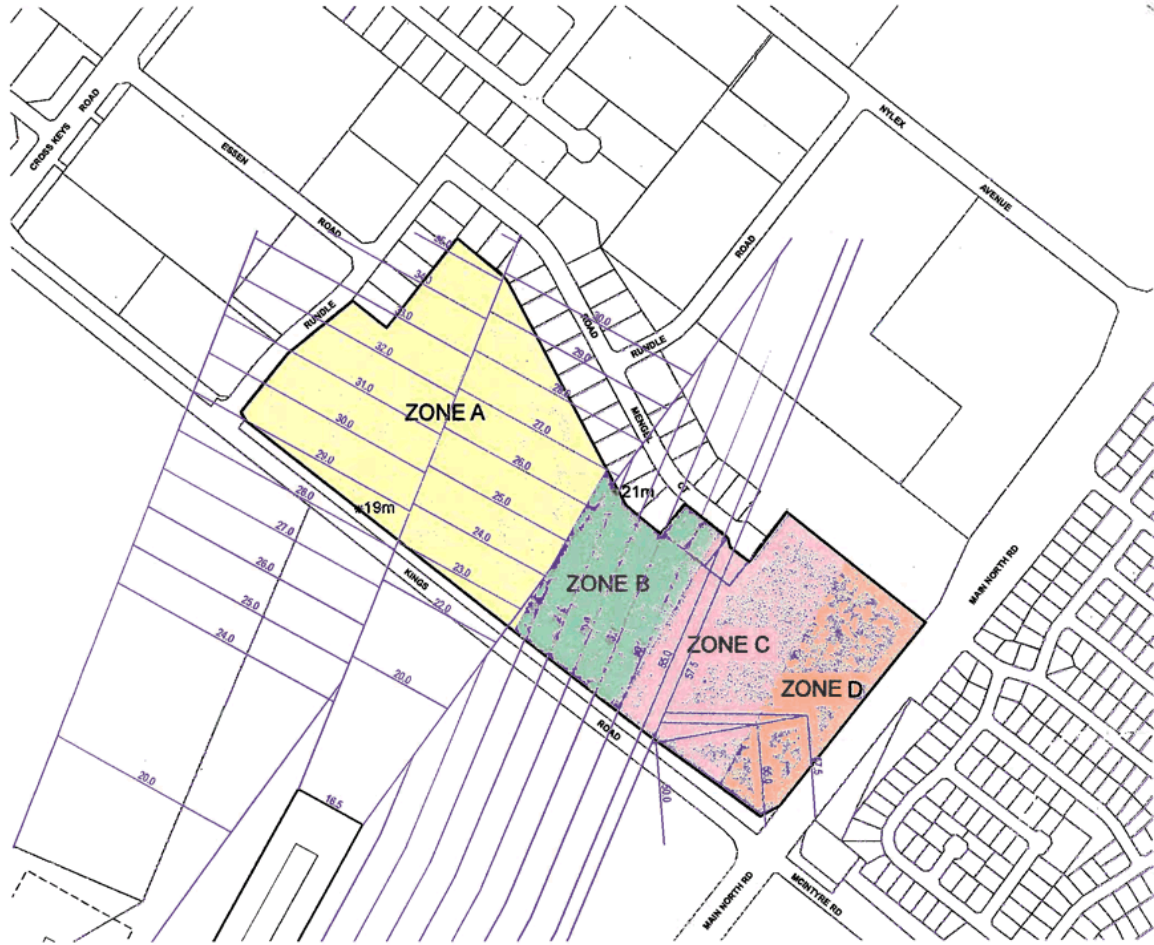 NYLEX
AVENUE
CROSS KEYS
ROAD
ESSEN
ROAD
RUNDLE
ROAD
RUNDLE
ROAD
MENGEL
CT
35.0
34.0
33.0
32.0
31.0
30.0
29.0
28.0
27.0
26.0
25.0
24.0
20.0
30.0
29.0
28.0
27.0
26.0
25.0
24.0
23.0
22.0
20.0
16.5
ZONE A
21m
19m
ZONE B
ZONE C
55.0
57.5
ZONE D
KINGS
ROAD
60.0
MAIN NORTH RD
MAIN NORTH RD
MCINTYRE RD